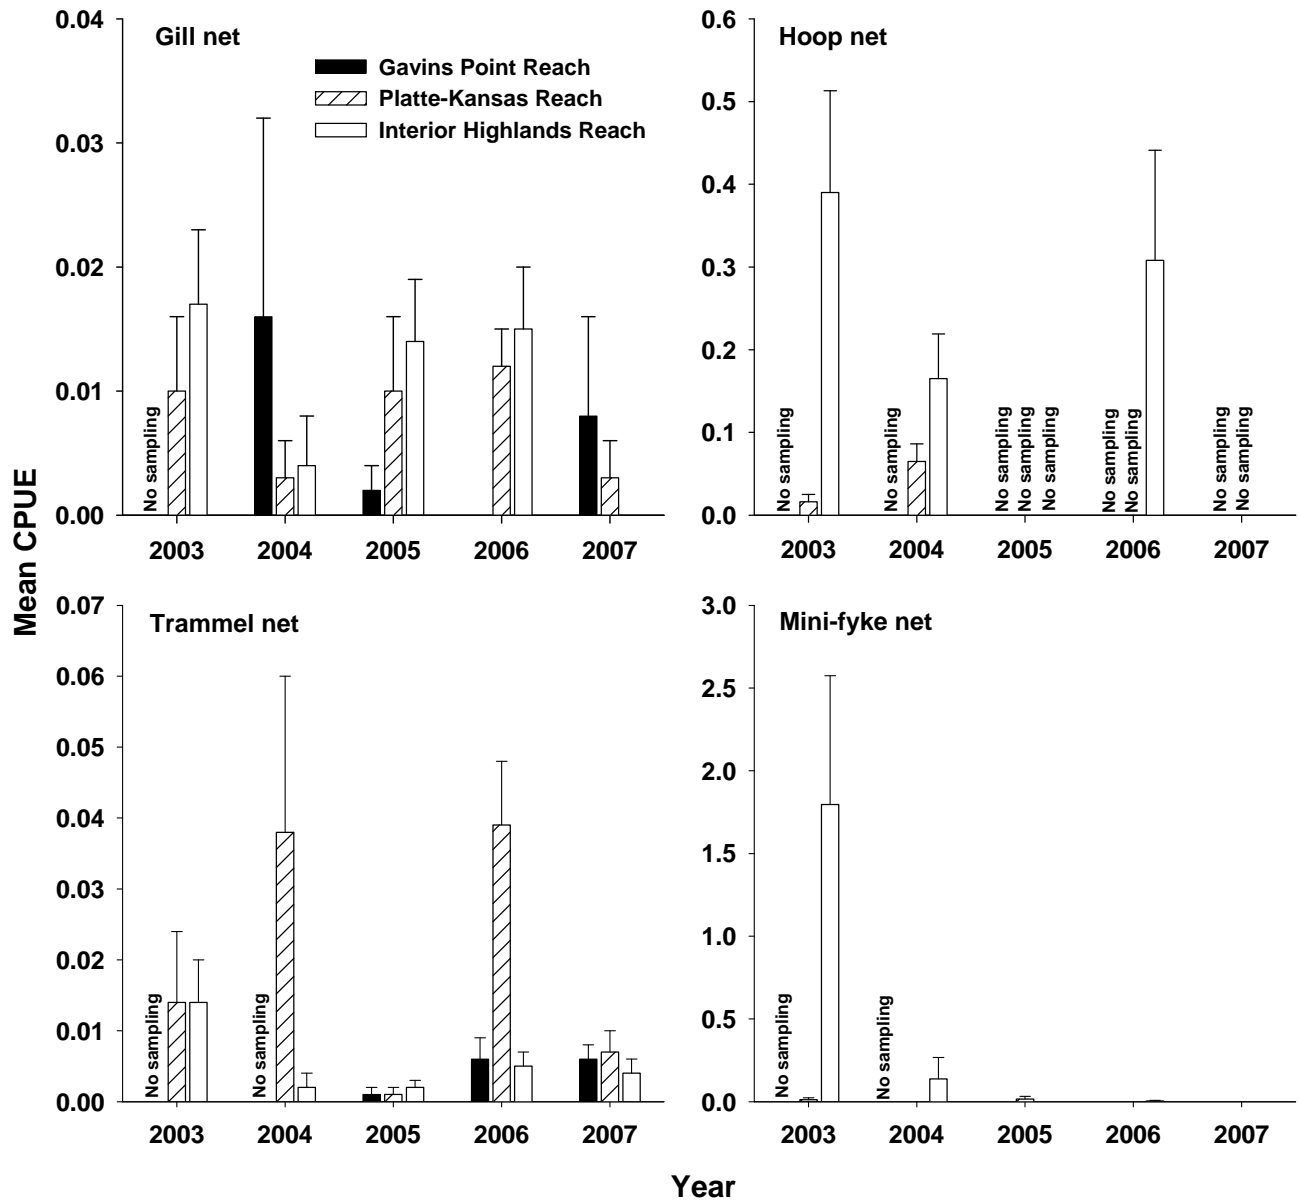 Mean CPUE
Gill net
Gavins Point Reach
Platte-Kansas Reach
Interior Highlands Reach
0.04
0.03
0.02
0.01
0.00
No sampling
2003
2004
2005
2006
2007
Hoop net
0.6
0.5
0.4
0.3
0.2
0.1
0.0
No sampling
No sampling
No sampling
No sampling
No sampling
No sampling
No sampling
No sampling
No sampling
2003
2004
2005
2006
2007
Trammel net
0.07
0.06
0.05
0.04
0.03
0.02
0.01
0.00
No sampling
No sampling
2003
2004
2005
2006
2007
Mini-fyke net
3.0
2.5
2.0
1.5
1.0
0.5
0.0
No sampling
No sampling
2003
2004
2005
2006
2007
Year